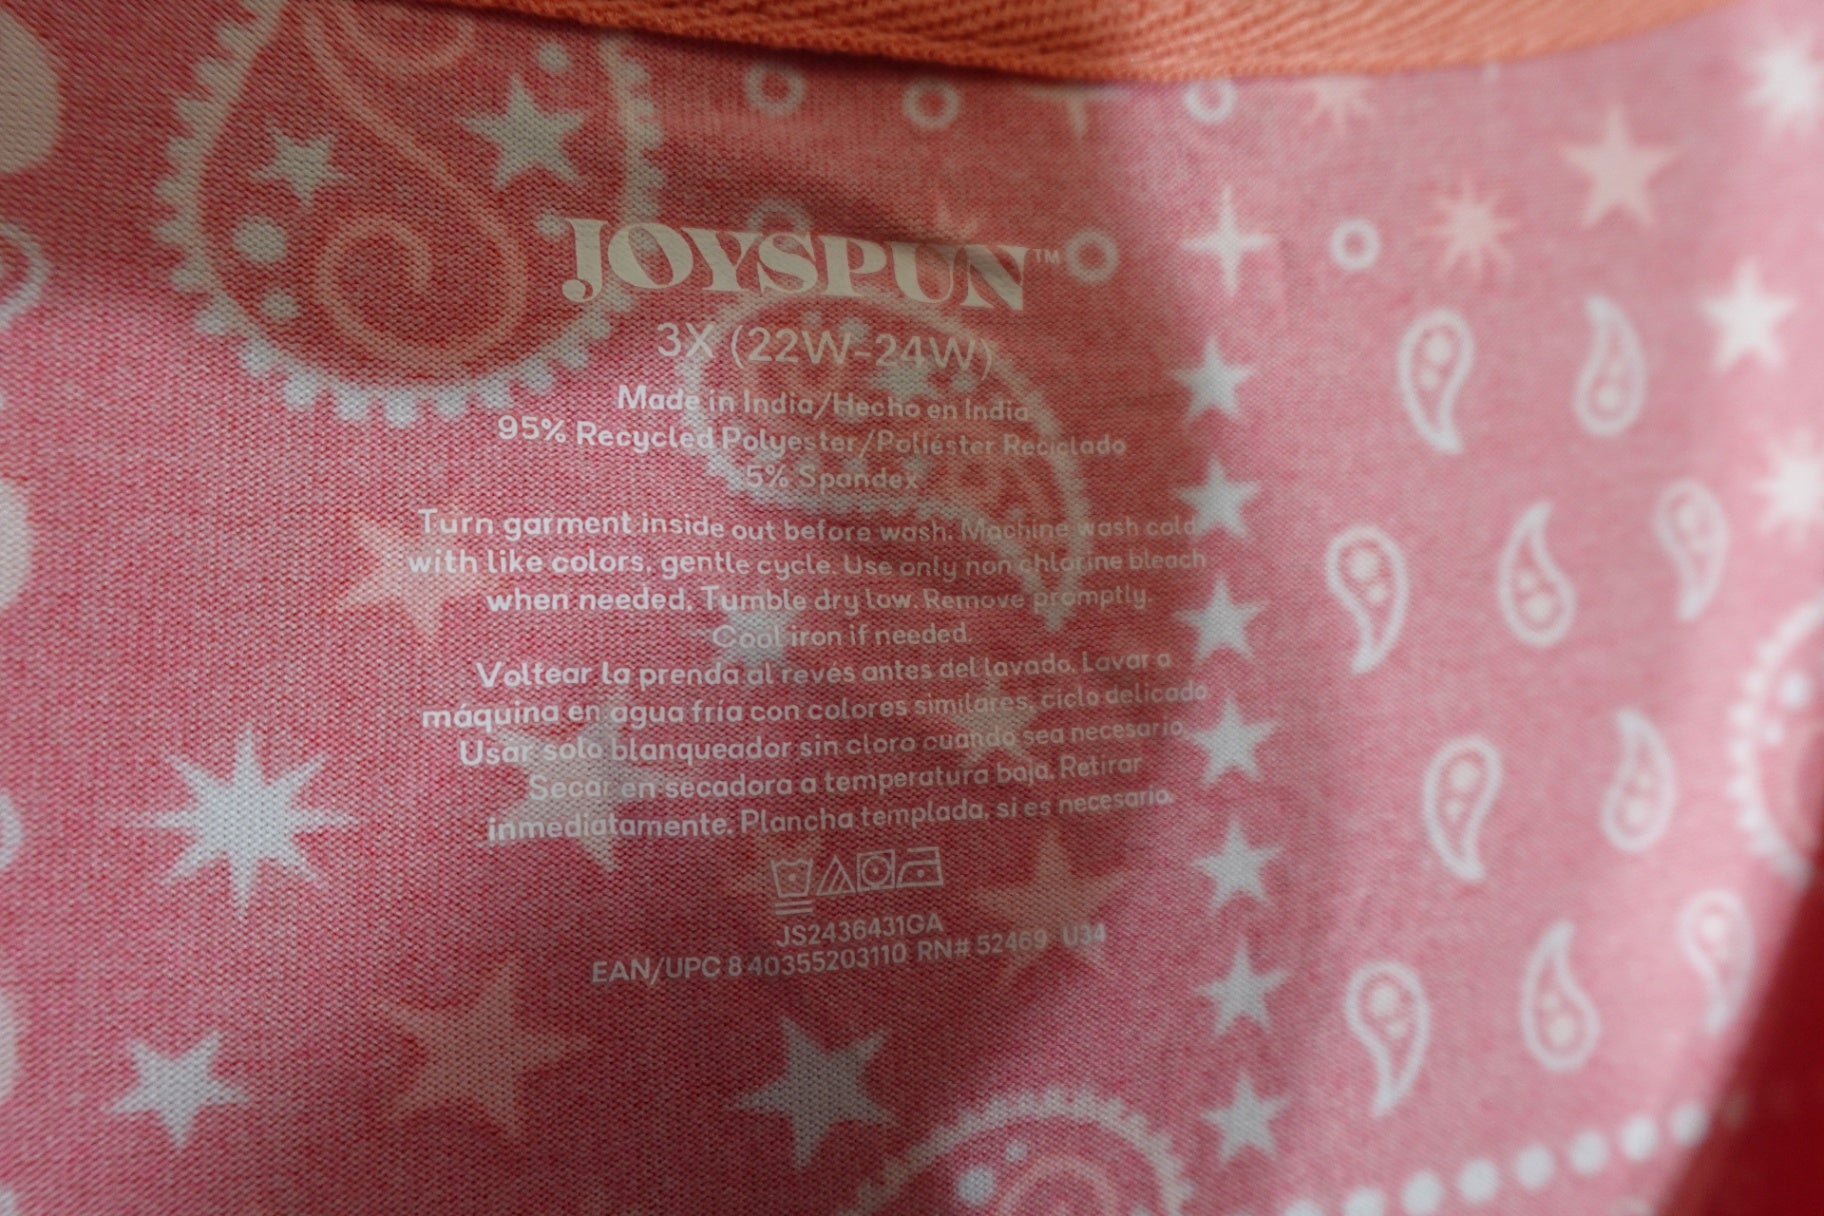 JOYSPUN™
3X (22W-24W)
Made in India/Hecho en India
95% Recycled Polyester/Poliéster Reciclado
5% Spandex
Turn garment inside out before wash. Machine wash cold
with like colors, gentle cycle. Use only non chlorine bleach
when needed. Tumble dry low. Remove promptly.
Cool iron if needed.
Voltear la prenda al revés antes del lavado. Lavar a
máquina en agua fría con colores similares, ciclo delicado
Usar solo blanqueador sin cloro cuando sea necesario.
Secar en secadora a temperatura baja. Retirar
inmediatamente. Plancha templada, si es necesario.
JS2436431GA
EAN/UPC 8 40355203110 RN# 52469 U34